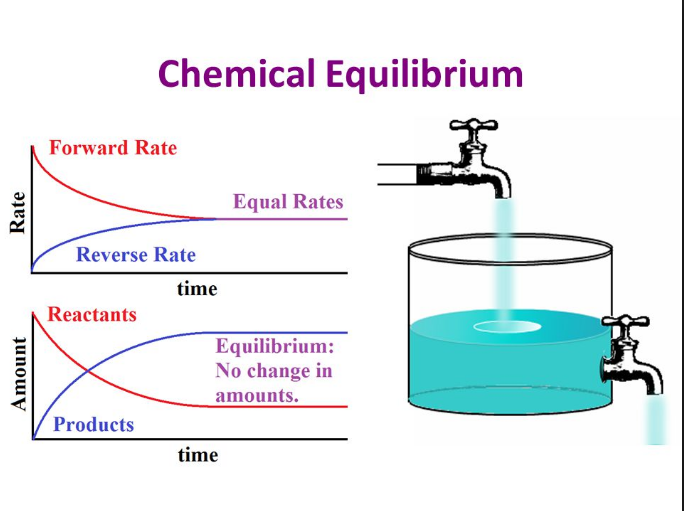 Chemical Equilibrium
Forward Rate
Equal Rates
Rate
Reverse Rate
time
Reactants
Equilibrium:
No change in
amounts.
Amount
Products
time